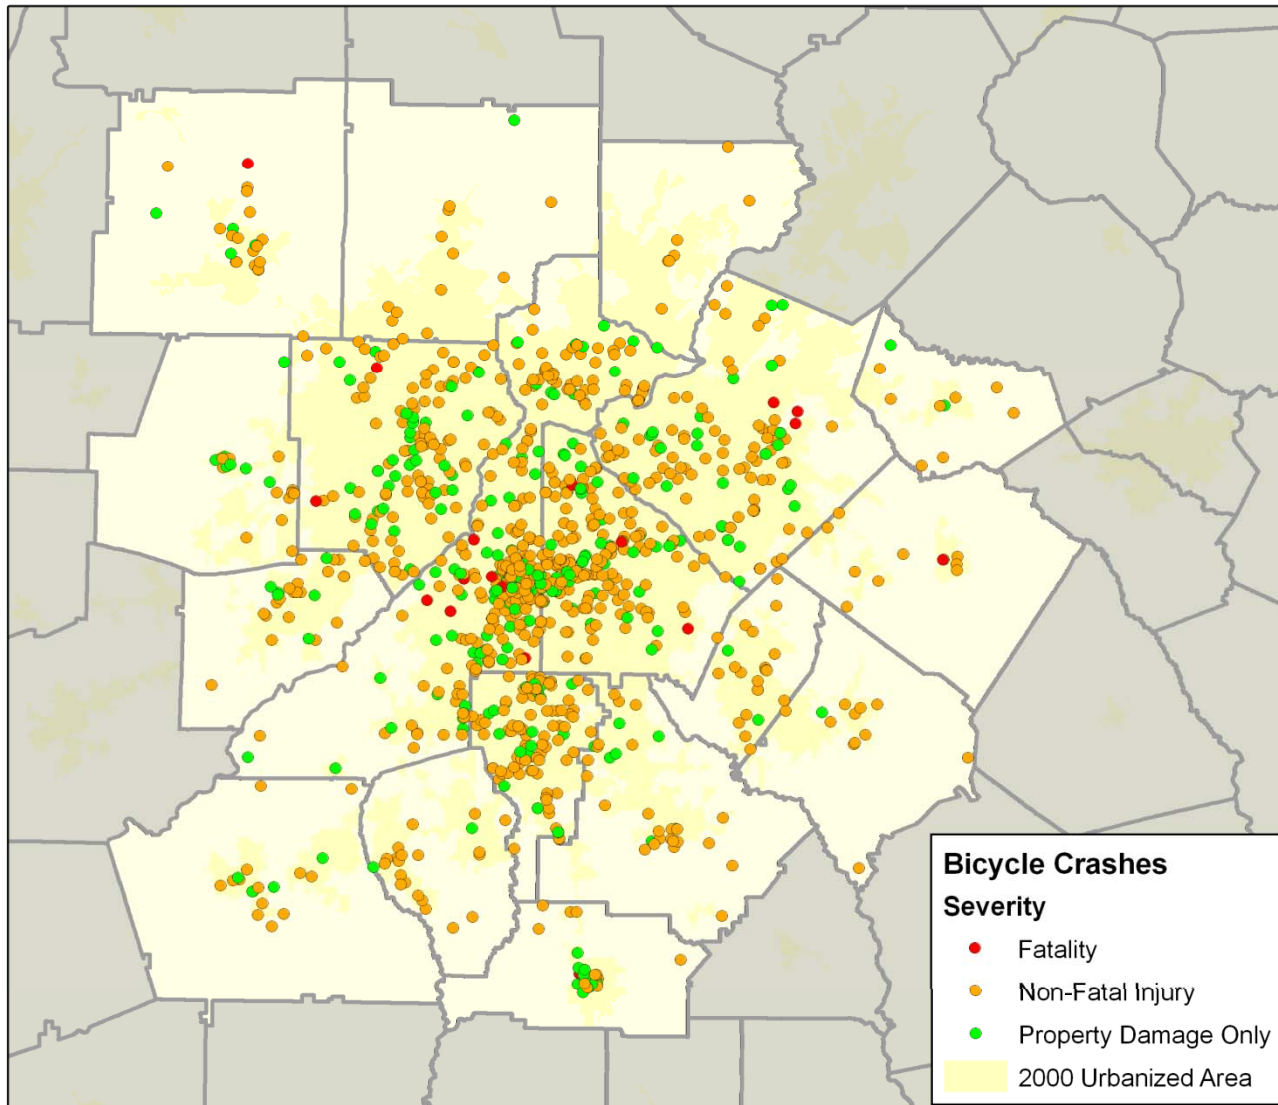 Bicycle Crashes
Severity
Fatality
Non-Fatal Injury
Property Damage Only
2000 Urbanized Area